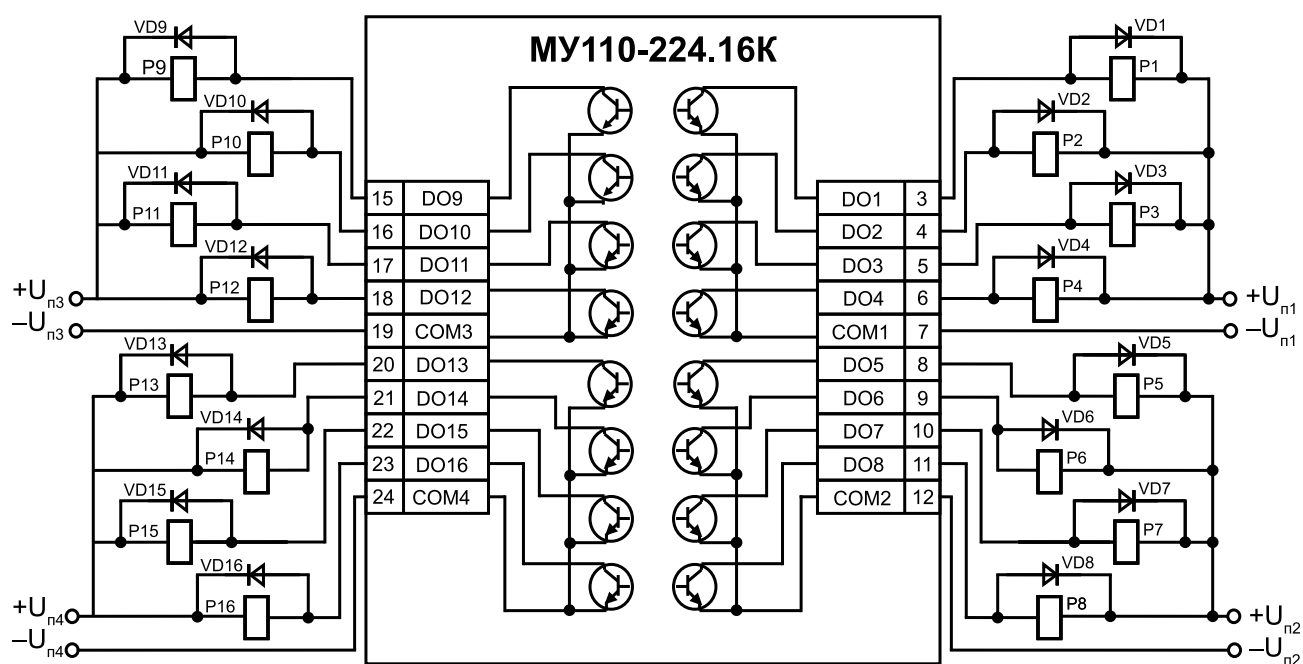 МУ110-224.16К
VD9
P9
VD10
P10
VD11
P11
VD12
P12
+Uп3
–Uп3
VD13
P13
VD14
P14
VD15
P15
VD16
P16
+Uп4
–Uп4
15 DO9
16 DO10
17 DO11
18 DO12
19 COM3
20 DO13
21 DO14
22 DO15
23 DO16
24 COM4
DO1 3
DO2 4
DO3 5
DO4 6
COM1 7
DO5 8
DO6 9
DO7 10
DO8 11
COM2 12
VD1
P1
VD2
P2
VD3
P3
VD4
P4
+Uп1
–Uп1
VD5
P5
VD6
P6
VD7
P7
VD8
P8
+Uп2
–Uп2